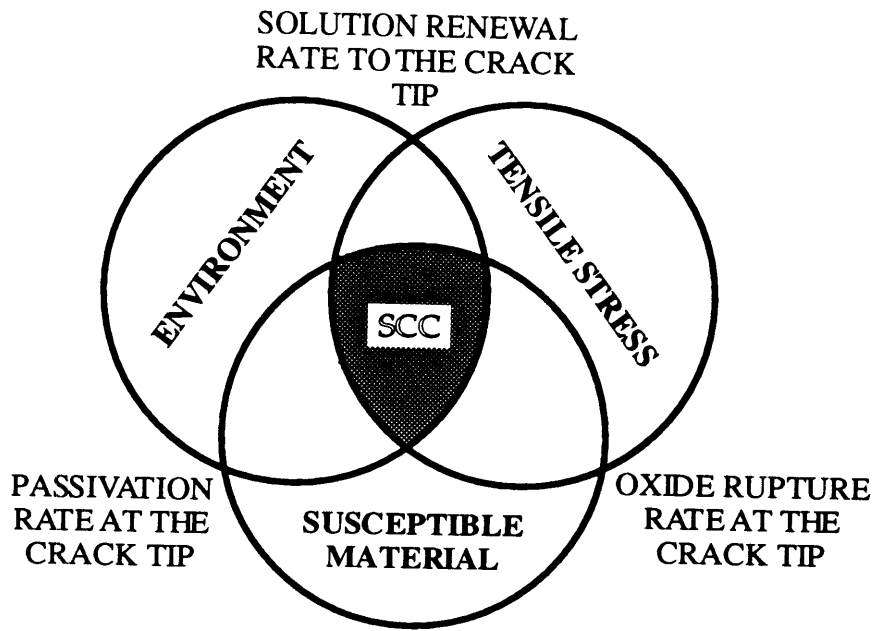 SOLUTION RENEWAL
RATE TO THE CRACK
TIP
ENVIRONMENT
TENSILE STRESS
SCC
PASSIVATION
RATE AT THE
CRACK TIP
SUSCEPTIBLE
MATERIAL
OXIDE RUPTURE
RATE AT THE
CRACK TIP